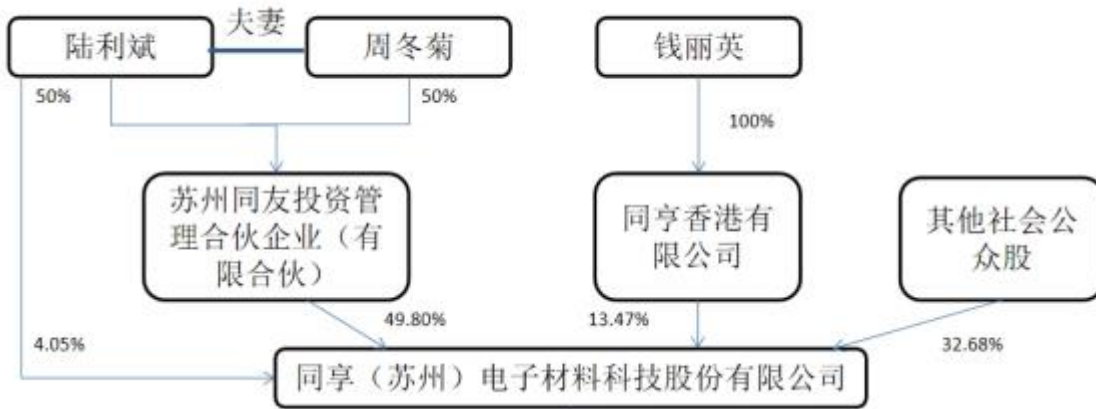 夫妻
陆利斌
周冬菊
钱丽英
50%
50%
100%
苏州同友投资管
理合伙企业（有
限合伙）
同亨香港有
限公司
其他社会公
众股
49.80%
13.47%
4.05%
32.68%
同享（苏州）电子材料科技股份有限公司